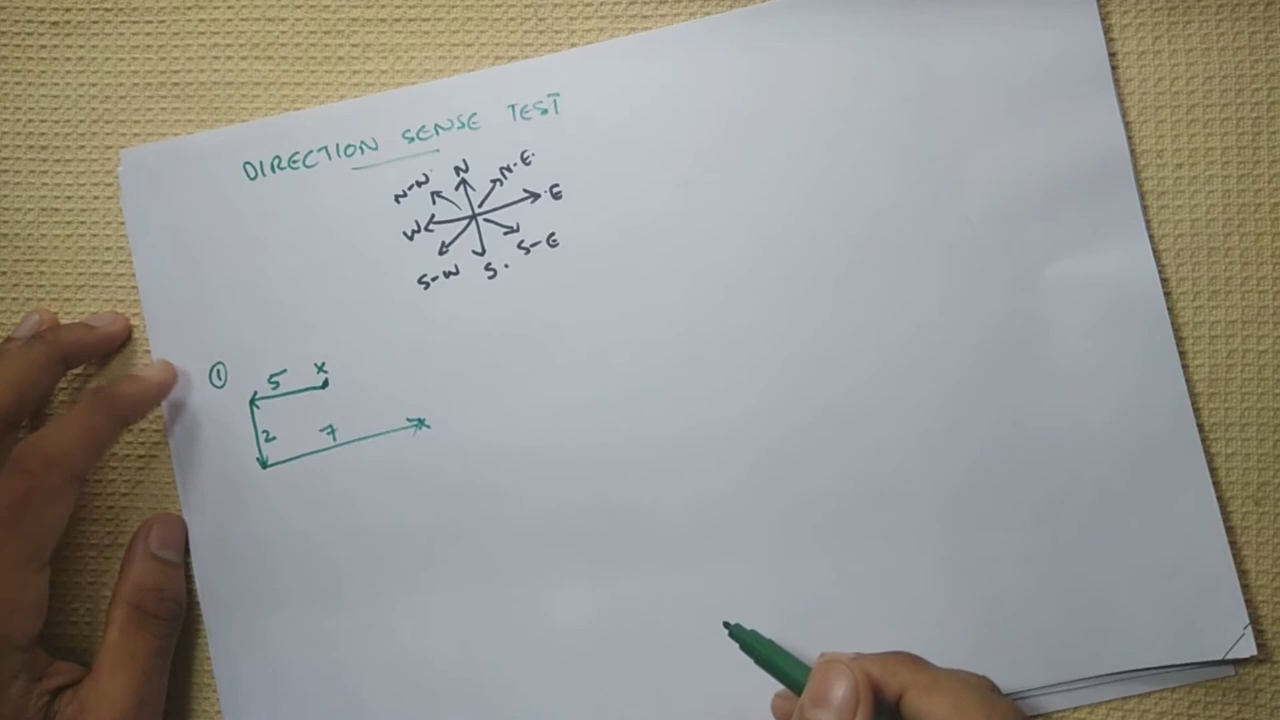 DIRECTION SENSE TEST
N-W. N N.E.
W .E
S-W S. S-E
① 5 x
2 7 x